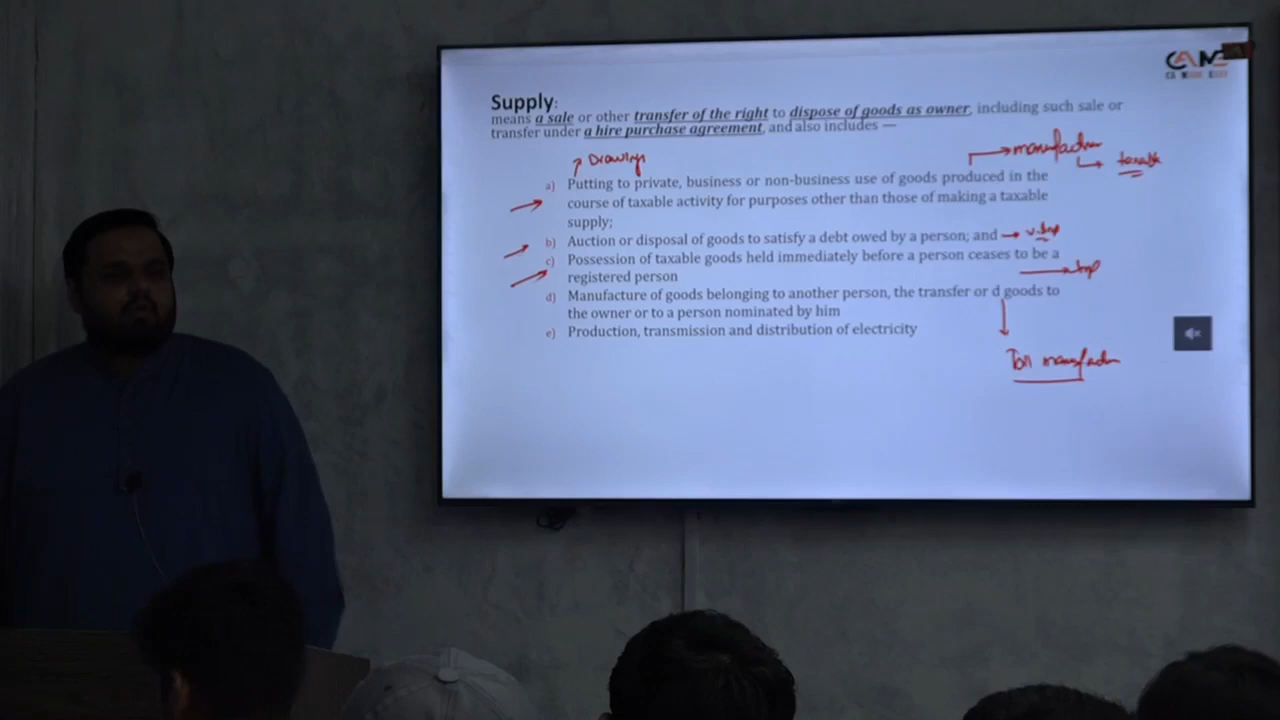 Supply:
means a sale or other transfer of the right to dispose of goods as owner, including such sale or
transfer under a hire purchase agreement, and also includes —
Drawings
manufacture
taxable
a) Putting to private, business or non-business use of goods produced in the
course of taxable activity for purposes other than those of making a taxable
supply;
b) Auction or disposal of goods to satisfy a debt owed by a person; and
c) Possession of taxable goods held immediately before a person ceases to be a
registered person
d) Manufacture of goods belonging to another person, the transfer or d goods to
the owner or to a person nominated by him
e) Production, transmission and distribution of electricity
Toll manufactu